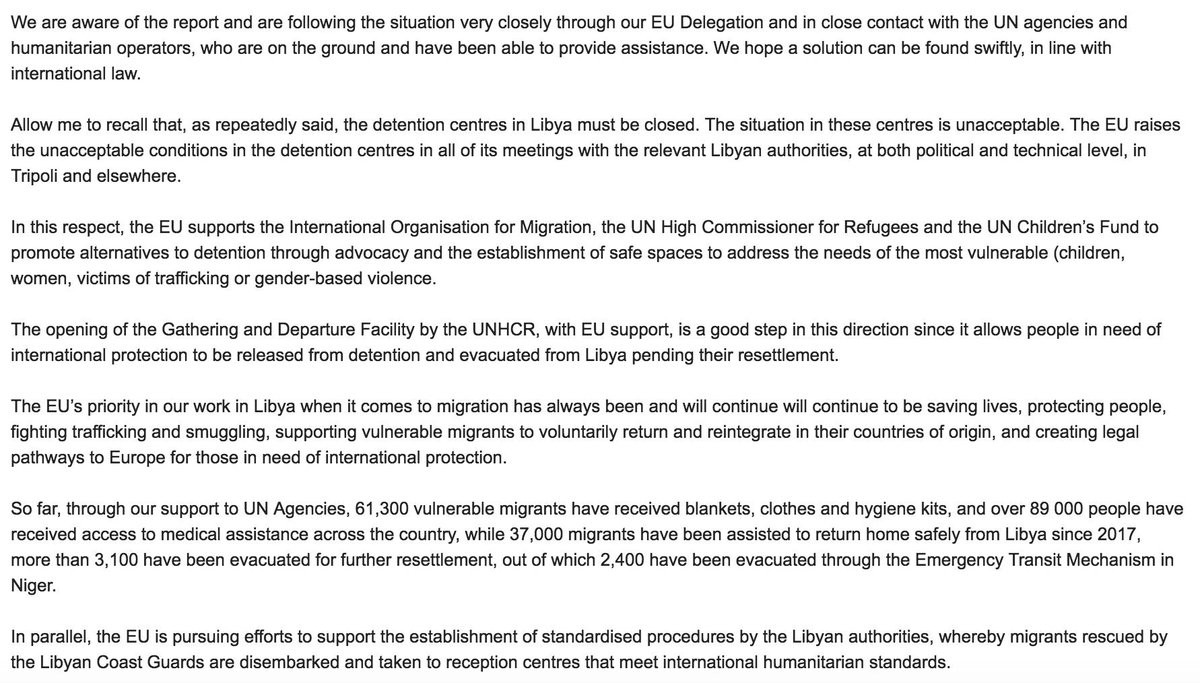 We are aware of the report and are following the situation very closely through our EU Delegation and in close contact with the UN agencies and
humanitarian operators, who are on the ground and have been able to provide assistance. We hope a solution can be found swiftly, in line with
international law.
Allow me to recall that, as repeatedly said, the detention centres in Libya must be closed. The situation in these centres is unacceptable. The EU raises
the unacceptable conditions in the detention centres in all of its meetings with the relevant Libyan authorities, at both political and technical level, in
Tripoli and elsewhere.
In this respect, the EU supports the International Organisation for Migration, the UN High Commissioner for Refugees and the UN Children’s Fund to
promote alternatives to detention through advocacy and the establishment of safe spaces to address the needs of the most vulnerable (children,
women, victims of trafficking or gender-based violence.
The opening of the Gathering and Departure Facility by the UNHCR, with EU support, is a good step in this direction since it allows people in need of
international protection to be released from detention and evacuated from Libya pending their resettlement.
The EU’s priority in our work in Libya when it comes to migration has always been and will continue will continue to be saving lives, protecting people,
fighting trafficking and smuggling, supporting vulnerable migrants to voluntarily return and reintegrate in their countries of origin, and creating legal
pathways to Europe for those in need of international protection.
So far, through our support to UN Agencies, 61,300 vulnerable migrants have received blankets, clothes and hygiene kits, and over 89 000 people have
received access to medical assistance across the country, while 37,000 migrants have been assisted to return home safely from Libya since 2017,
more than 3,100 have been evacuated for further resettlement, out of which 2,400 have been evacuated through the Emergency Transit Mechanism in
Niger.
In parallel, the EU is pursuing efforts to support the establishment of standardised procedures by the Libyan authorities, whereby migrants rescued by
the Libyan Coast Guards are disembarked and taken to reception centres that meet international humanitarian standards.